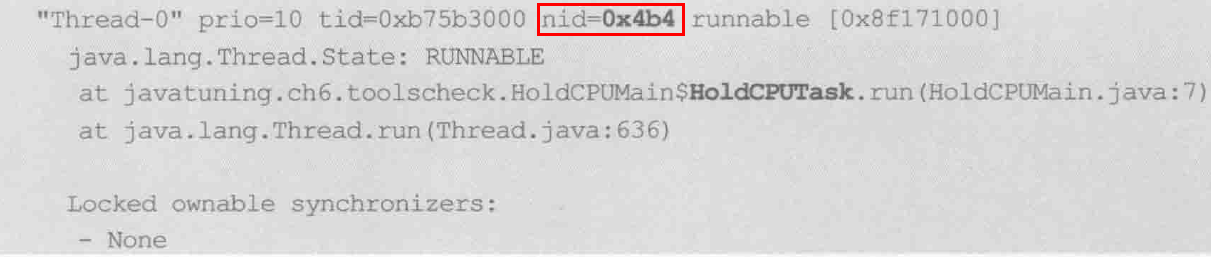 "Thread-0" prio=10 tid=0xb75b3000 nid=0x4b4 runnable [0x8f171000]
java.lang.Thread.State: RUNNABLE
at javatuning.ch6.toolscheck.HoldCPUMain$HoldCPUTask.run(HoldCPUMain.java:7)
at java.lang.Thread.run(Thread.java:636)
Locked ownable synchronizers:
- None